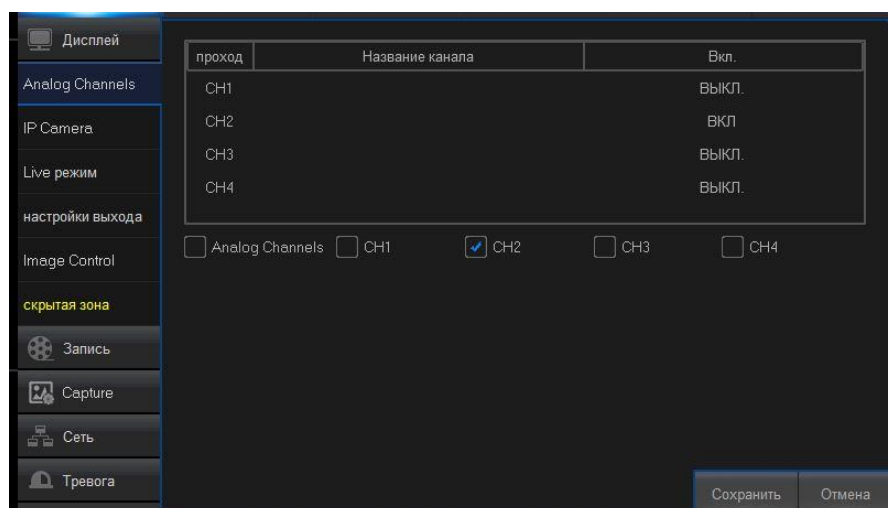 Дисплей
Analog Channels
IP Camera
Live режим
настройки выхода
Image Control
скрытая зона
Запись
Capture
Сеть
Тревога
проход Название канала Вкл.
CH1 ВЫКЛ.
CH2 ВКЛ
CH3 ВЫКЛ.
CH4 ВЫКЛ.
Analog Channels CH1 CH2 CH3 CH4
Сохранить Отмена